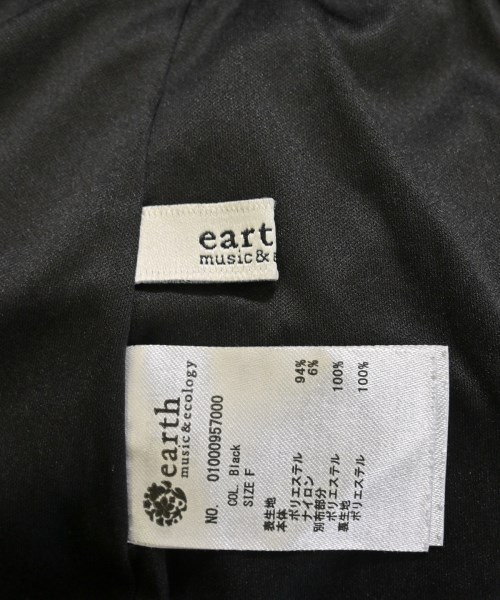 eart
music&
earth
music&ecology
NO. 01000957000
COL. Black
SIZE F
表生地
本体 ポリエステル 94%
ナイロン 6%
別布部分
ポリエステル 100%
裏生地
ポリエステル 100%